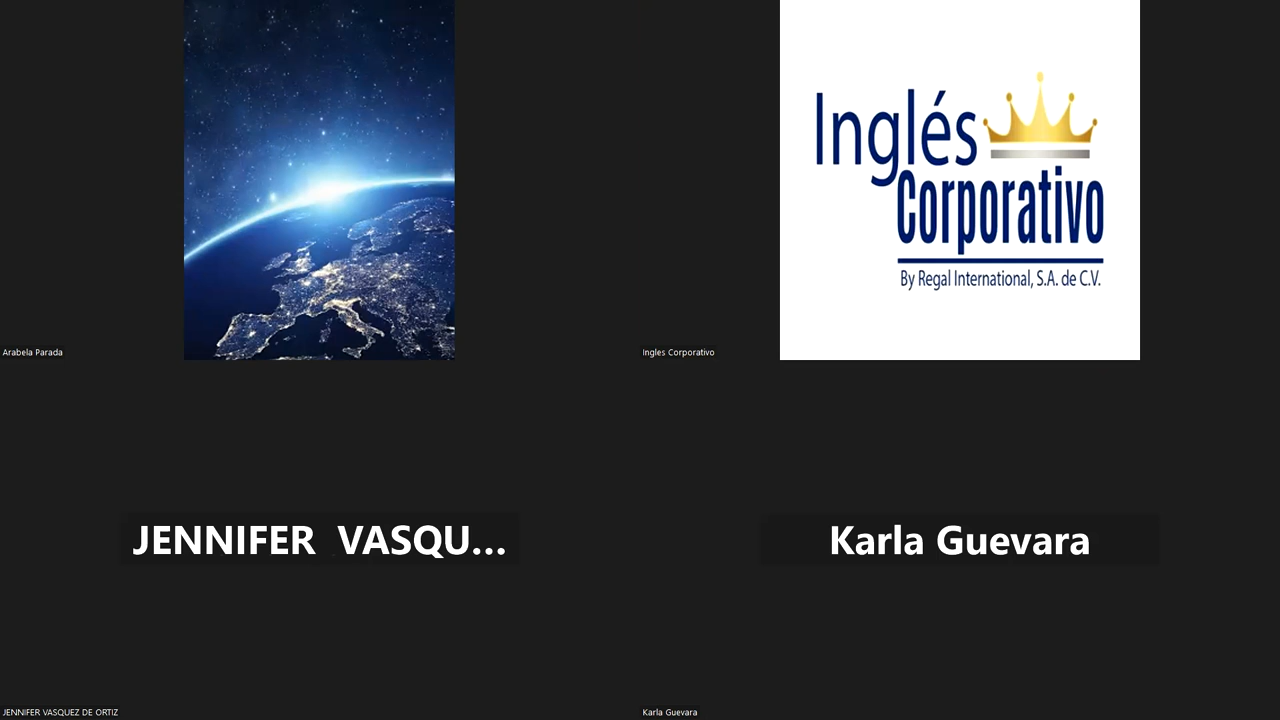 Inglés
Corporativo
By Regal International, S.A. de C.V.
Arabela Parada
Ingles Corporativo
JENNIFER VASQU...
Karla Guevara
JENNIFER VASQUEZ DE ORTIZ
Karla Guevara